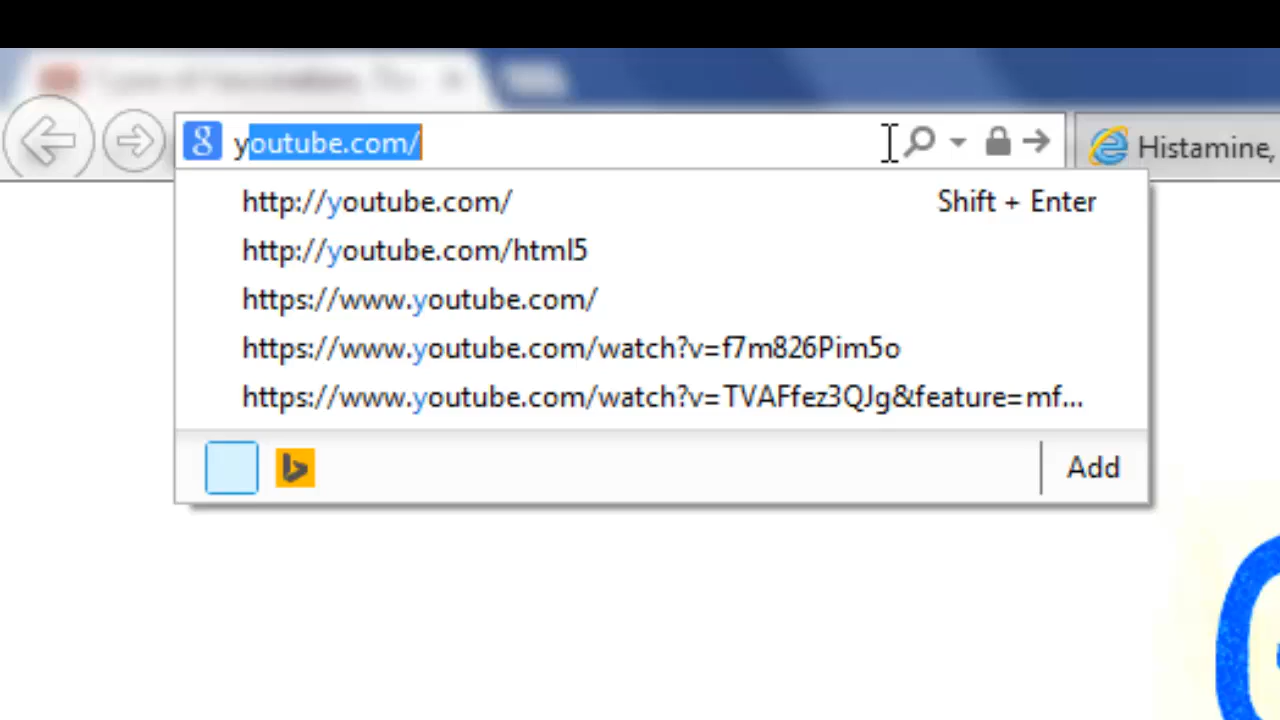 youtube.com/
Histamine,
http://youtube.com/ Shift + Enter
http://youtube.com/html5
https://www.youtube.com/
https://www.youtube.com/watch?v=f7m826Pim5o
https://www.youtube.com/watch?v=TVAFfez3QJg&feature=mf...
Add